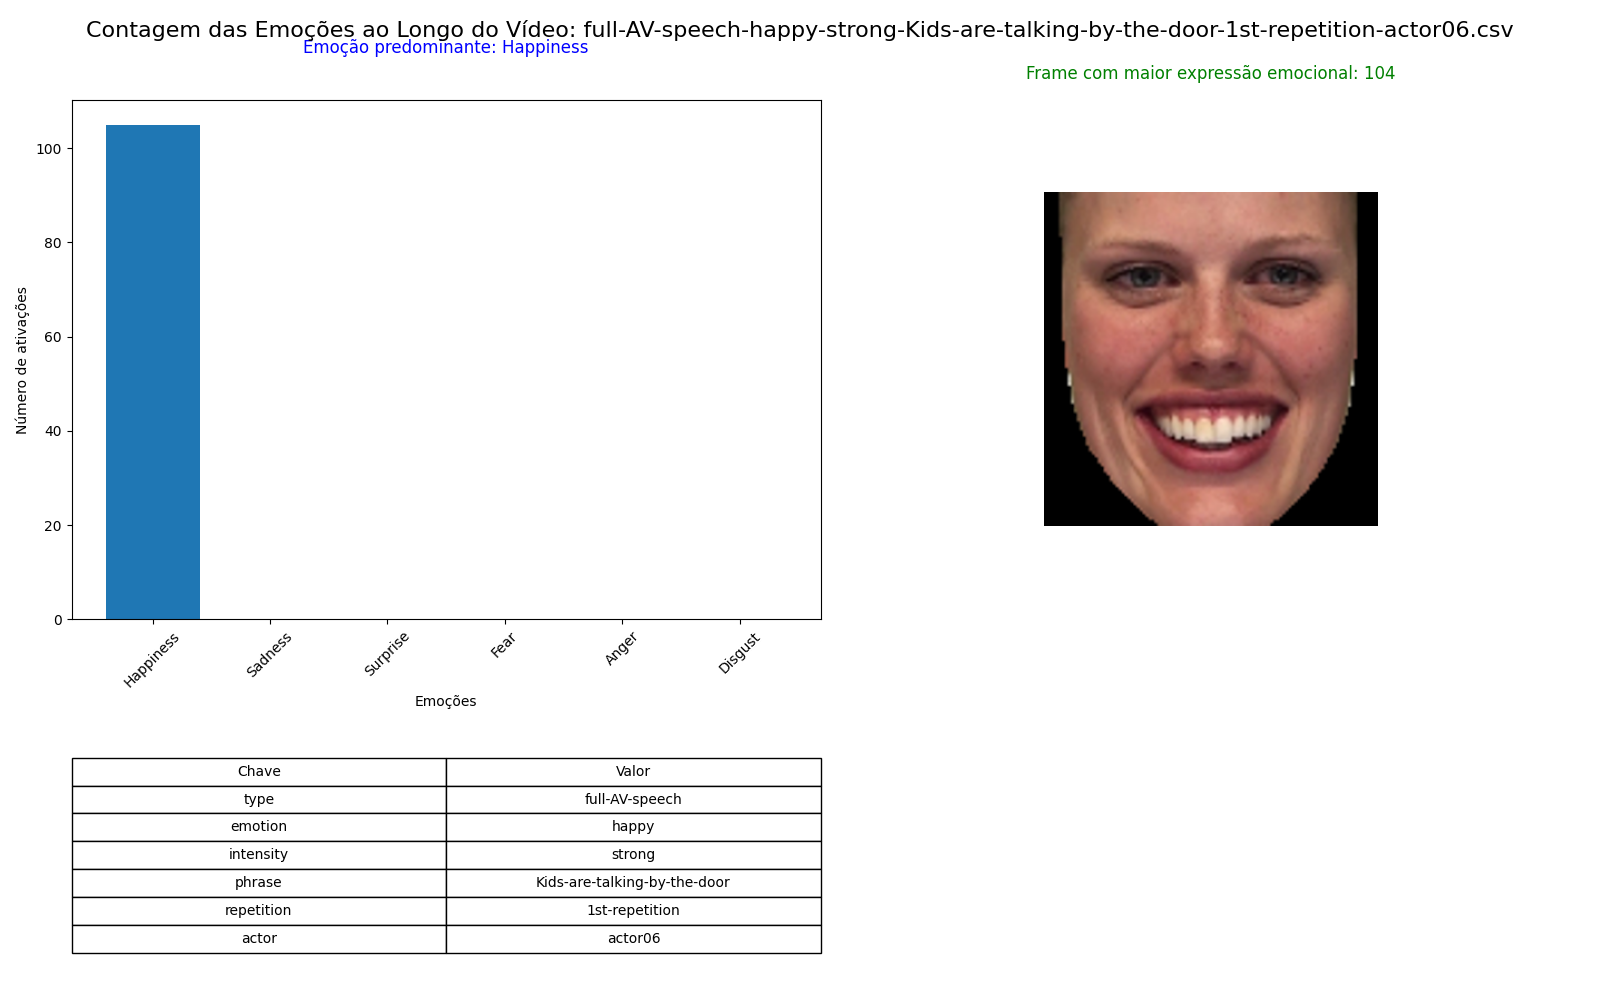 Contagem das Emoções ao Longo do Vídeo: full-AV-speech-happy-strong-Kids-are-talking-by-the-door-1st-repetition-actor06.csv
Emoção predominante: Happiness
Frame com maior expressão emocional: 104
Número de ativações
100
80
60
40
20
0
Happiness
Sadness
Surprise
Fear
Anger
Disgust
Emoções
Chave Valor
type full-AV-speech
emotion happy
intensity strong
phrase Kids-are-talking-by-the-door
repetition 1st-repetition
actor actor06